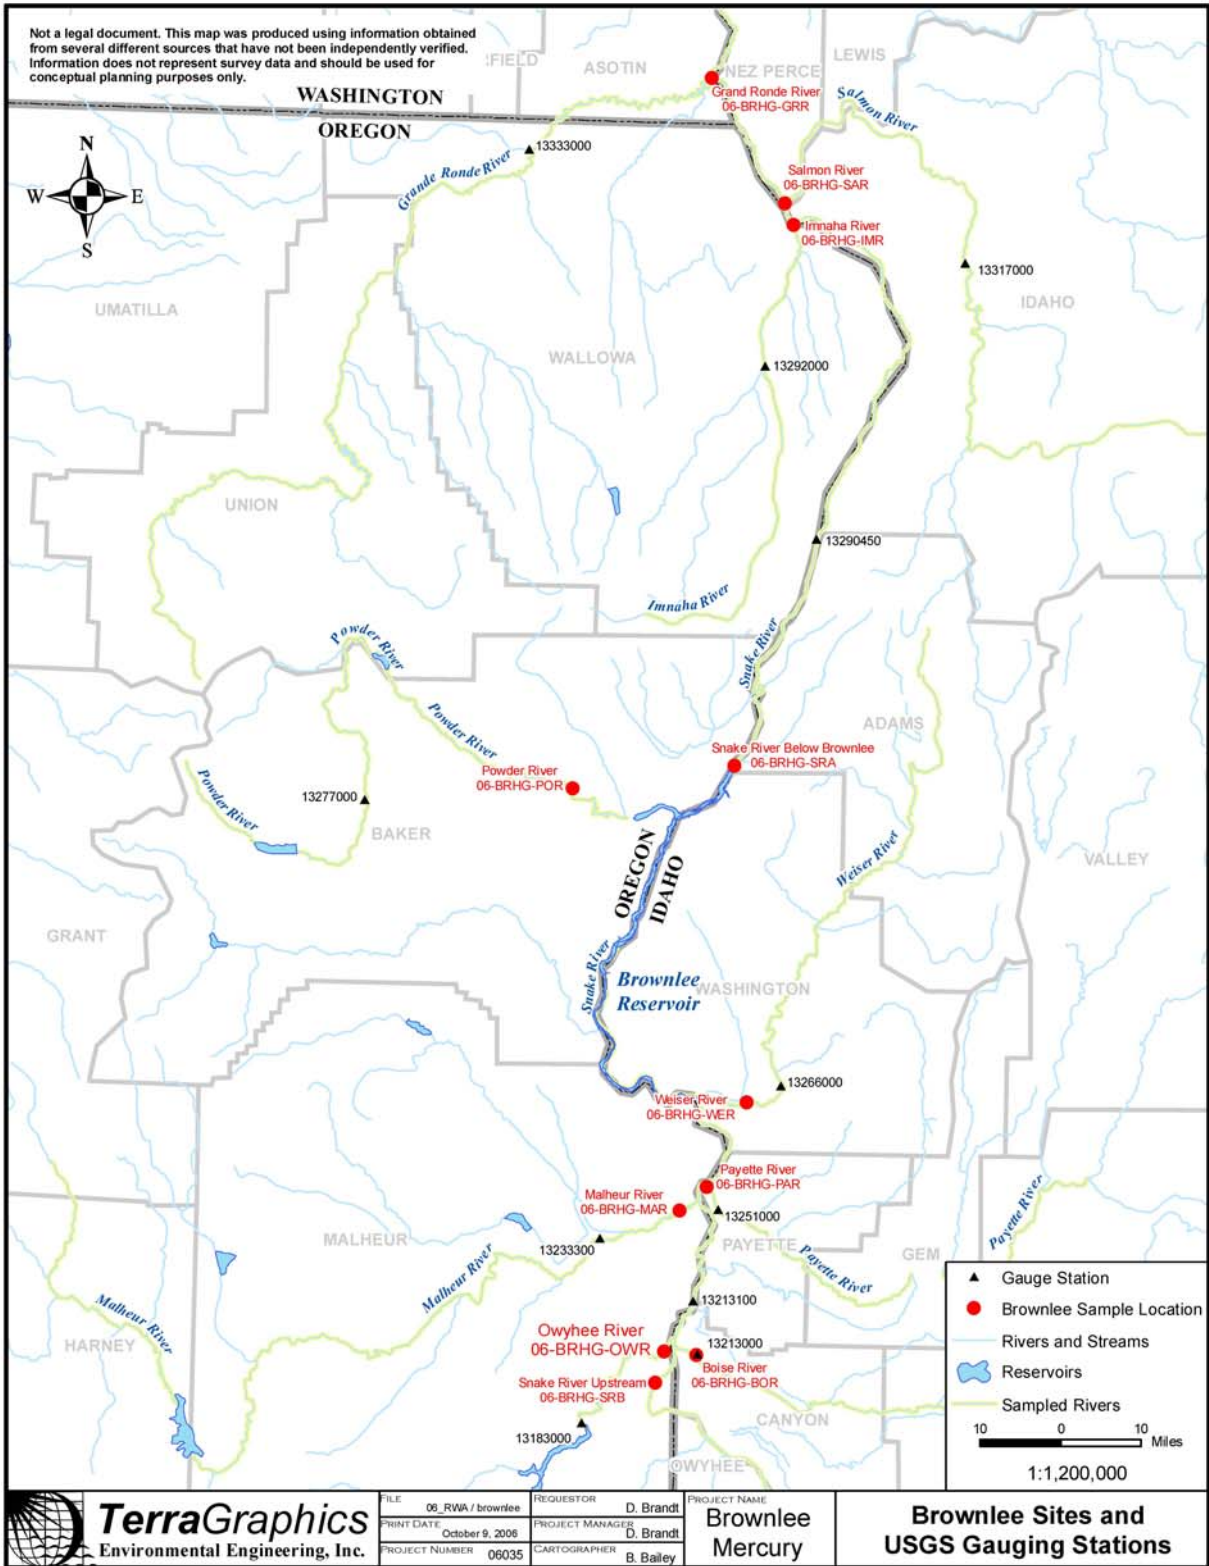 Not a legal document. This map was produced using information obtained
from several different sources that have not been independently verified.
Information does not represent survey data and should be used for
conceptual planning purposes only.
FIELD
ASOTIN
NEZ PERCE
LEWIS
WASHINGTON
OREGON
Grand Ronde River
06-BRHG-GRR
Salmon River
N
W
E
S
13333000
Grande Ronde River
Salmon River
06-BRHG-SAR
Imnaha River
06-BRHG-IMR
13317000
IDAHO
UMATILLA
WALLOWA
13292000
UNION
13290450
Imnaha River
Snake River
Powder River
Powder River
ADAMS
Snake River Below Brownlee
06-BRHG-SRA
Powder River
06-BRHG-POR
Powder River
13277000
BAKER
OREGON
IDAHO
Weiser River
VALLEY
GRANT
Snake River
Brownlee
Reservoir
WASHINGTON
13266000
Weiser River
06-BRHG-WER
Payette River
06-BRHG-PAR
Malheur River
06-BRHG-MAR
13251000
Payette River
MALHEUR
13233300
PAYETTE
GEM
Payette River
Malheur River
Malheur River
13213100
HARNEY
Owyhee River
06-BRHG-OWR
13213000
Boise River
06-BRHG-BOR
Snake River Upstream
06-BRHG-SRB
13183000
CANYON
OWYHEE
Gauge Station
Brownlee Sample Location
Rivers and Streams
Reservoirs
Sampled Rivers
10 0 10
Miles
1:1,200,000
TerraGraphics
Environmental Engineering, Inc.
FILE 06_RWA / brownlee
PRINT DATE October 9, 2006
PROJECT NUMBER 06035
REQUESTOR D. Brandt
PROJECT MANAGER D. Brandt
CARTOGRAPHER B. Bailey
PROJECT NAME
Brownlee
Mercury
Brownlee Sites and
USGS Gauging Stations